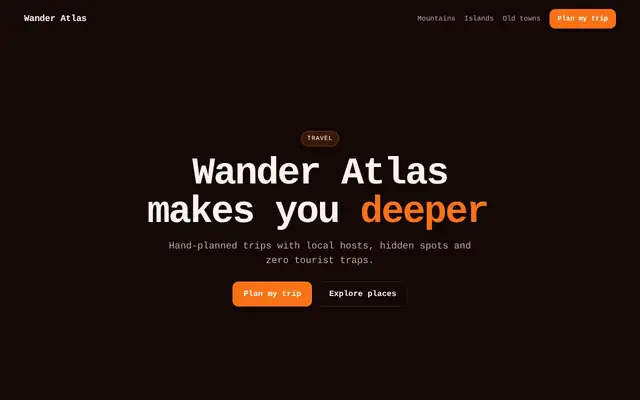 Wander Atlas
Mountains Islands Old towns Plan my trip
TRAVEL
Wander Atlas
makes you deeper
Hand-planned trips with local hosts, hidden spots and
zero tourist traps.
Plan my trip Explore places